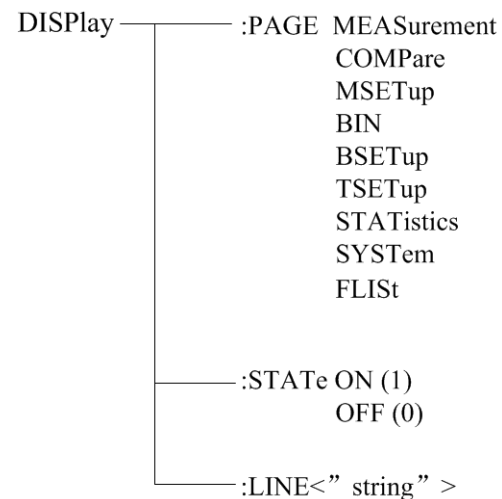 DISPlay :PAGE MEASurement
COMPare
MSETup
BIN
BSETup
TSETup
STATistics
SYSTem
FLISt
:STATe ON (1)
OFF (0)
:LINE<” string” >